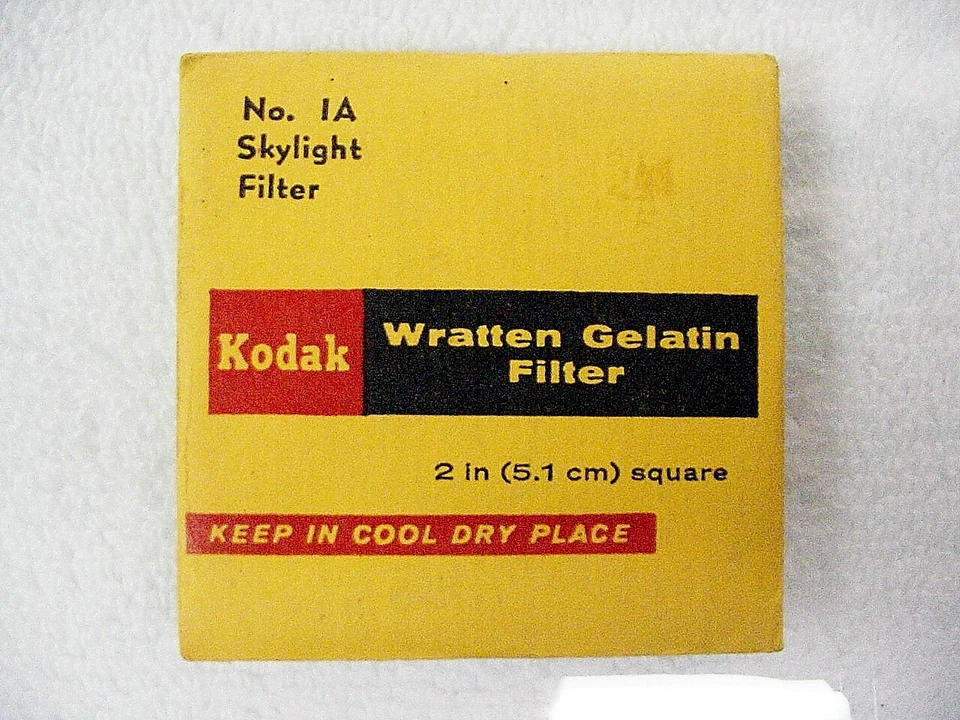 No. 1A
Skylight
Filter
Kodak
Wratten Gelatin
Filter
2 in (5.1 cm) square
KEEP IN COOL DRY PLACE